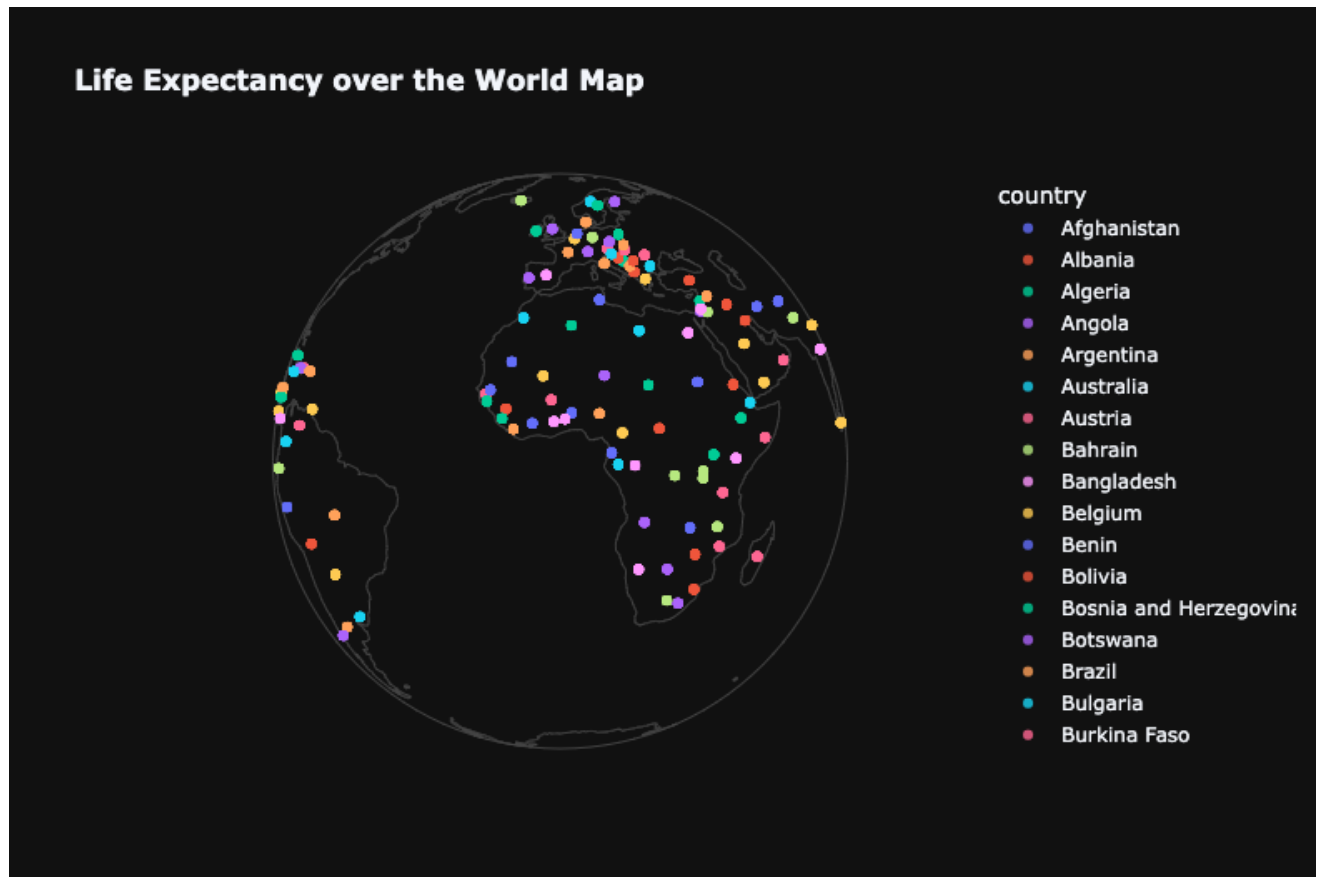 Life Expectancy over the World Map
country
Afghanistan
Albania
Algeria
Angola
Argentina
Australia
Austria
Bahrain
Bangladesh
Belgium
Benin
Bolivia
Bosnia and Herzegovina
Botswana
Brazil
Bulgaria
Burkina Faso